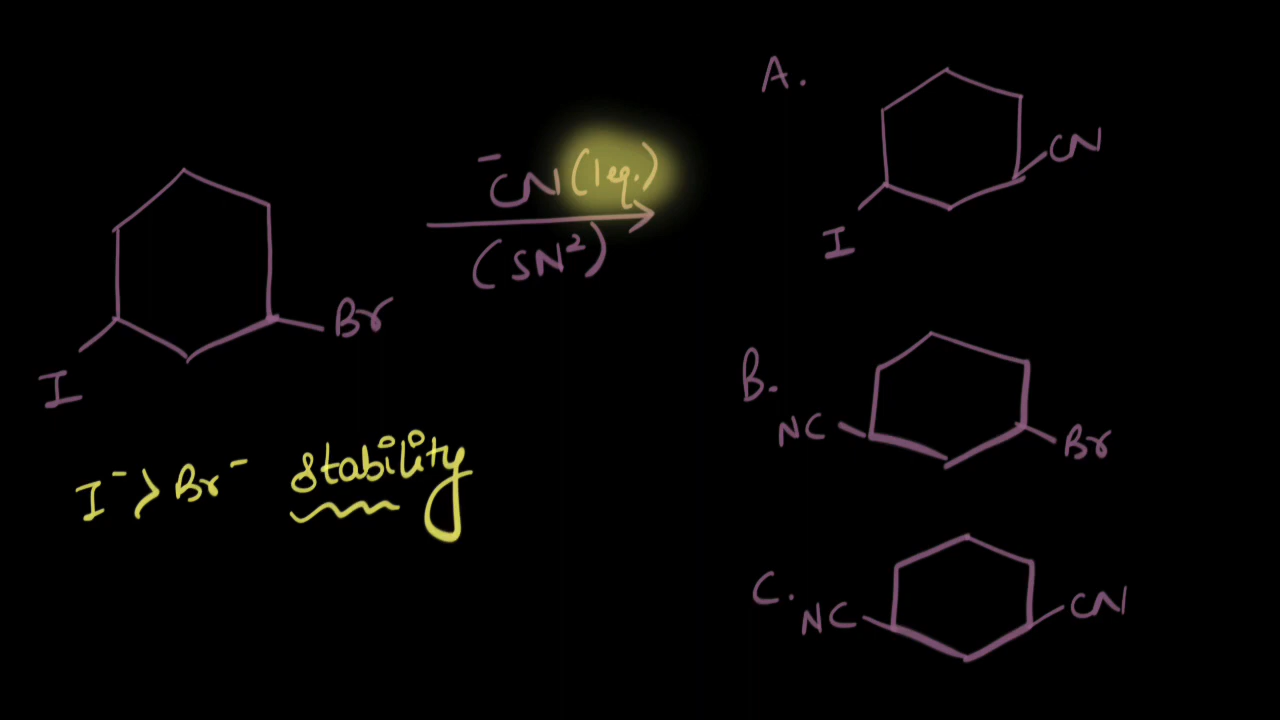 A.
CN
I
⁻CN (1eq.)
(SN²)
Br
I
I⁻ > Br⁻ stability
B.
NC
Br
C.
NC
CN